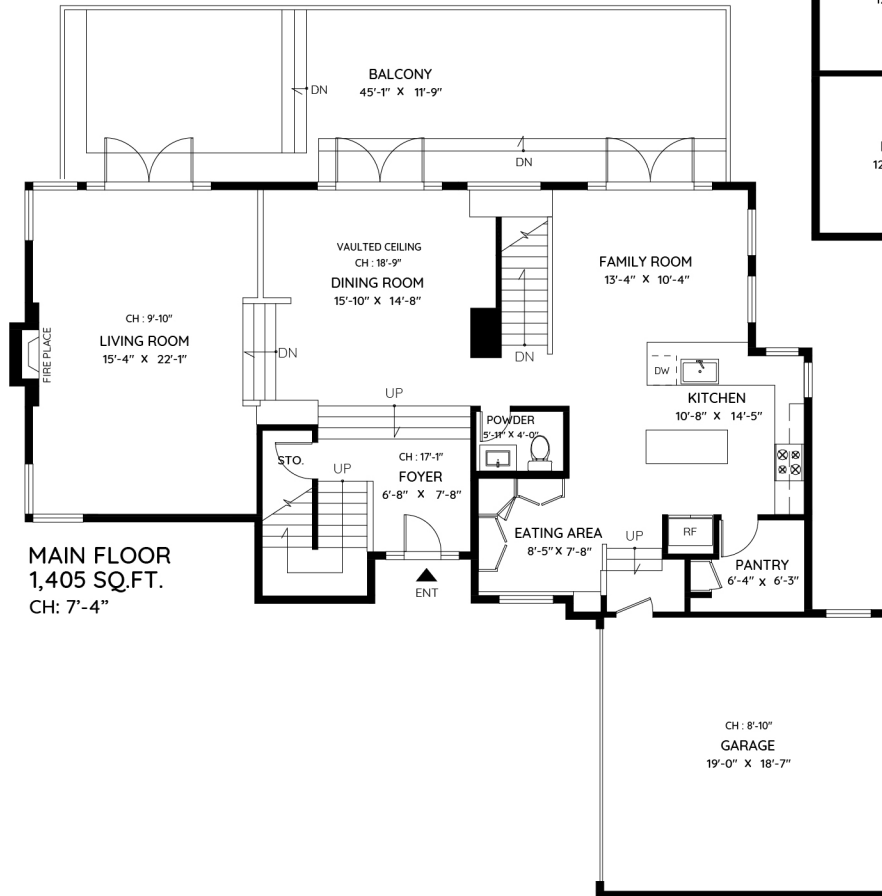 BALCONY
45'-1" X 11'-9"
DN
DN
VAULTED CEILING
CH : 18'-9"
DINING ROOM
15'-10" X 14'-8"
FAMILY ROOM
13'-4" X 10'-4"
CH : 9'-10"
LIVING ROOM
15'-4" X 22'-1"
FIRE PLACE
DN
DN
DW
KITCHEN
10'-8" X 14'-5"
UP
POWDER
5'-11" X 4'-0"
STO.
UP
CH : 17'-1"
FOYER
6'-8" X 7'-8"
EATING AREA
8'-5" X 7'-8"
UP
RF
PANTRY
6'-4" X 6'-3"
ENT
MAIN FLOOR
1,405 SQ.FT.
CH: 7'-4"
CH : 8'-10"
GARAGE
19'-0" X 18'-7"